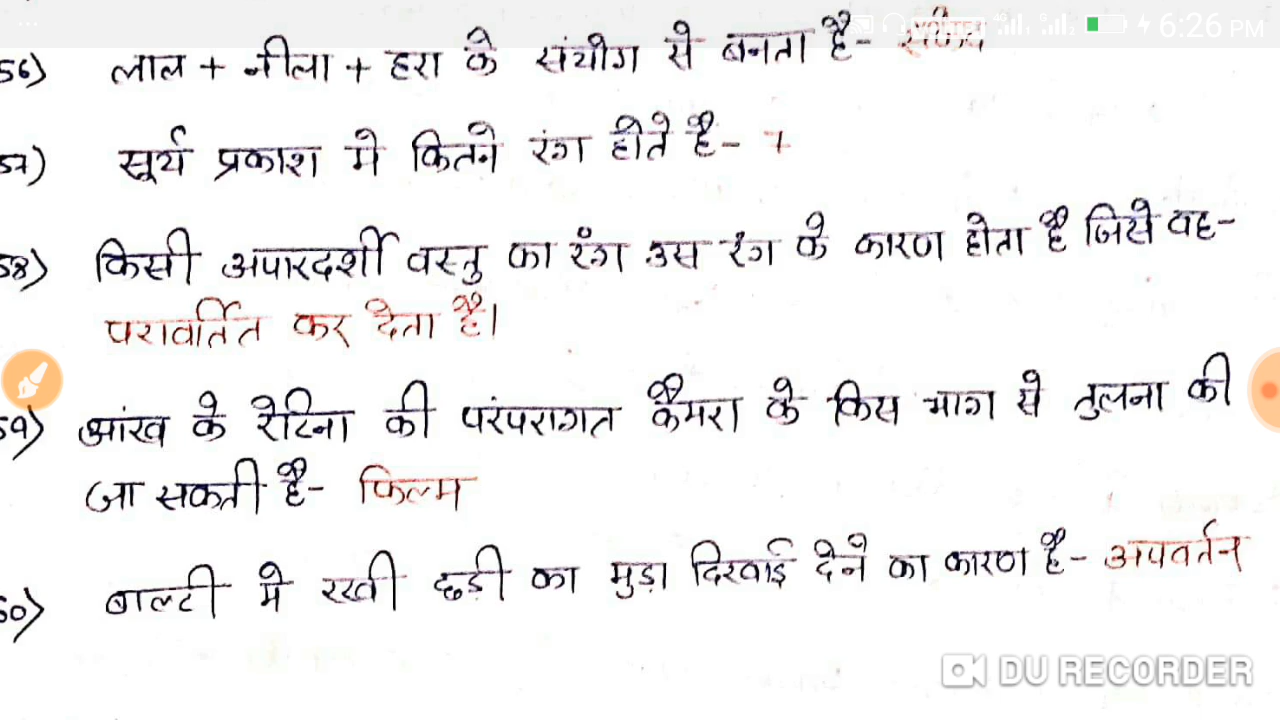 6:26 PM
56) लाल + नीला + हरा के संयोग से बनता है-
57) सूर्य प्रकाश मे कितने रंग होते है- 7
58) किसी अपारदर्शी वस्तु का रंग उस रंग के कारण होता है जिसे वह-
परावर्तित कर देता है।
59) आंख के रेटिना की परंपरागत कैमरा के किस भाग से तुलना की
जा सकती है- फिल्म
60) बाल्टी मे रखी छड़ी का मुड़ा दिखाई देने का कारण है- अपवर्तन
DU RECORDER